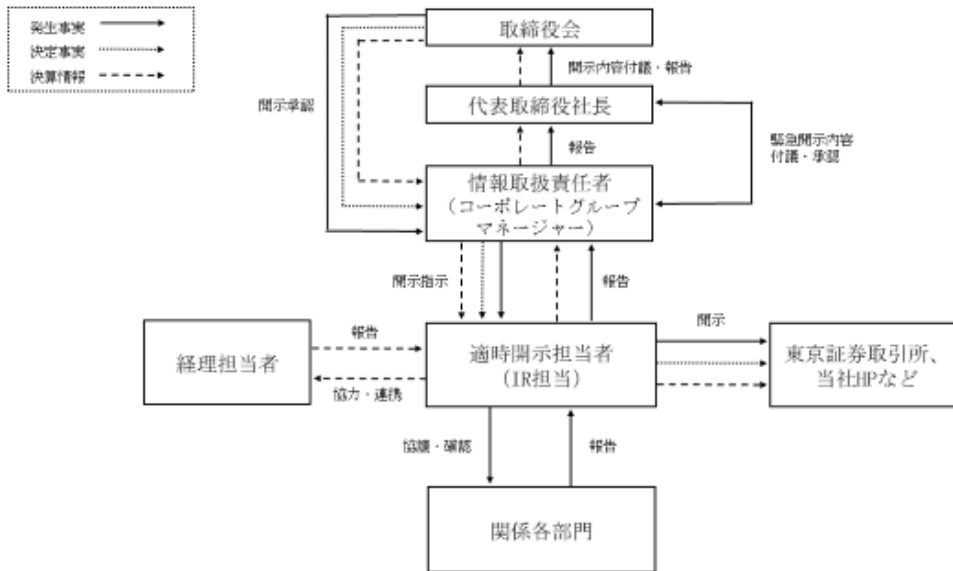 発生事実
決定事実
決算情報
取締役会
開示内容付議・報告
代表取締役社長
開示承認
報告
緊急開示内容
付議・承認
情報取扱責任者
（コーポレートグループ
マネージャー）
開示指示
報告
経理担当者
報告
協力・連携
適時開示担当者
（IR担当）
開示
東京証券取引所、
当社HPなど
協議・確認
報告
関係各部門